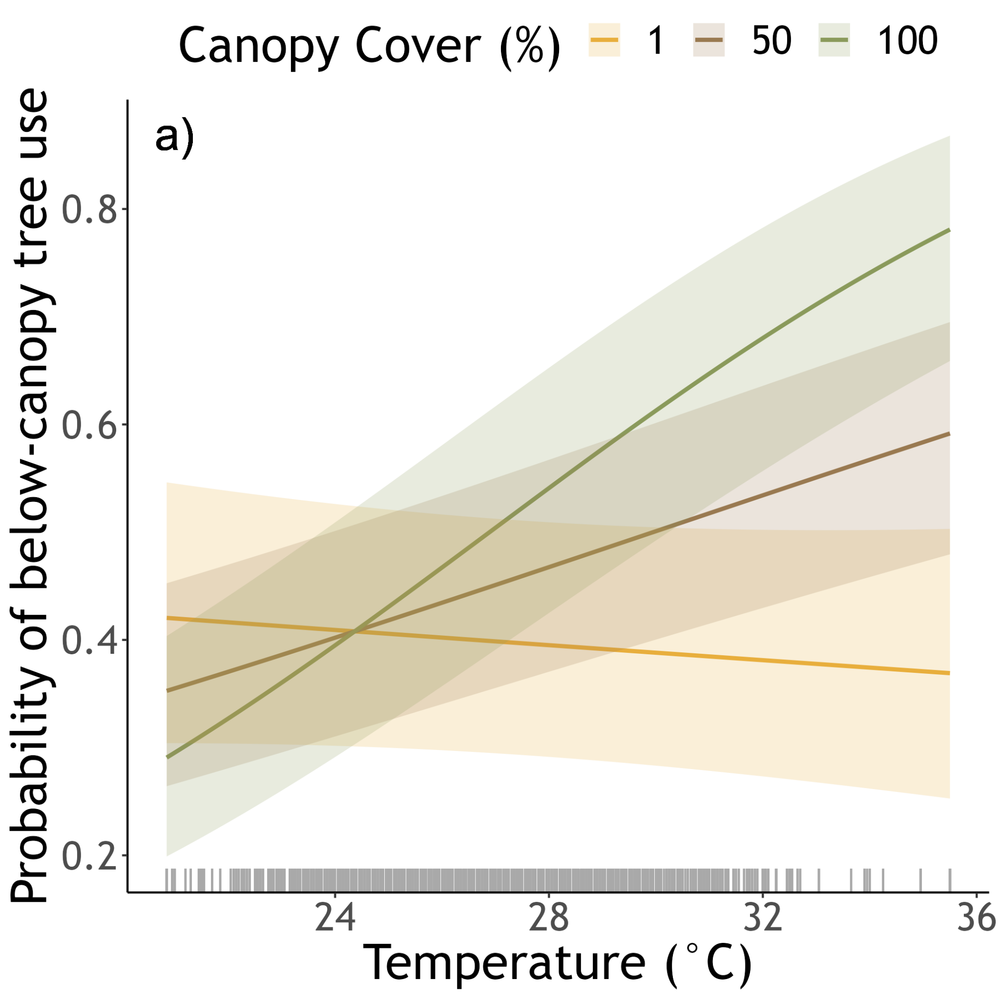 Canopy Cover (%) 1 50 100
a)
Probability of below-canopy tree use
0.8
0.6
0.4
0.2
24 28 32 36
Temperature (°C)